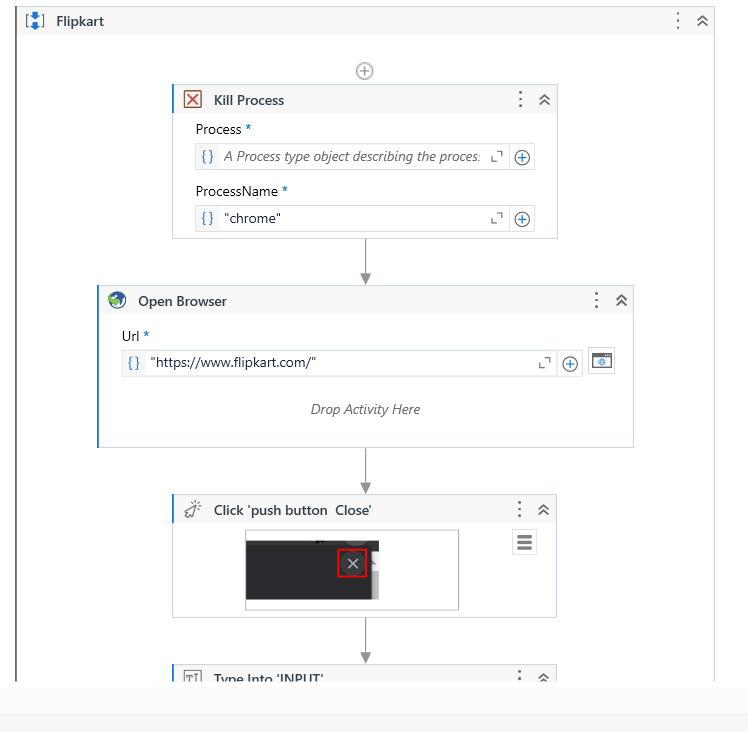 Flipkart
Kill Process
Process *
{ } A Process type object describing the proces:
ProcessName *
{ } "chrome"
Open Browser
Url *
{ } "https://www.flipkart.com/"
Drop Activity Here
Click 'push button  Close'
Type Into 'INPUT'